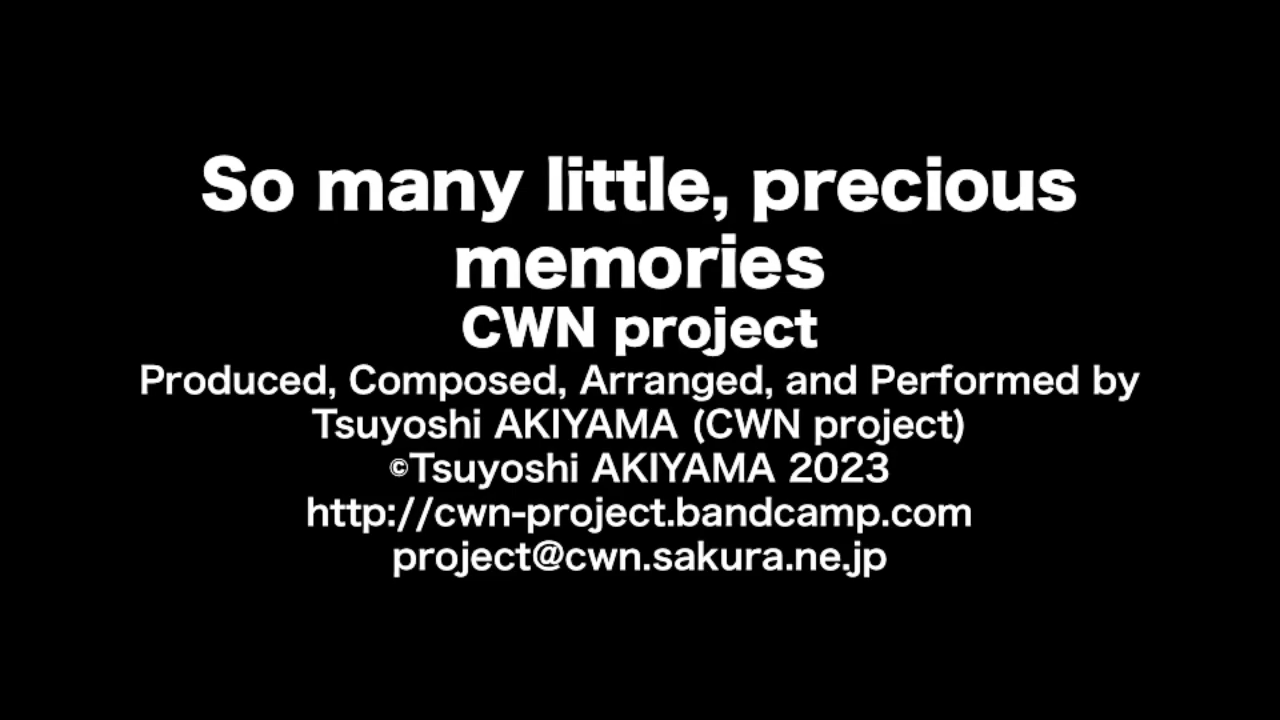 So many little, precious
memories
CWN project
Produced, Composed, Arranged, and Performed by
Tsuyoshi AKIYAMA (CWN project)
©Tsuyoshi AKIYAMA 2023
http://cwn-project.bandcamp.com
project@cwn.sakura.ne.jp